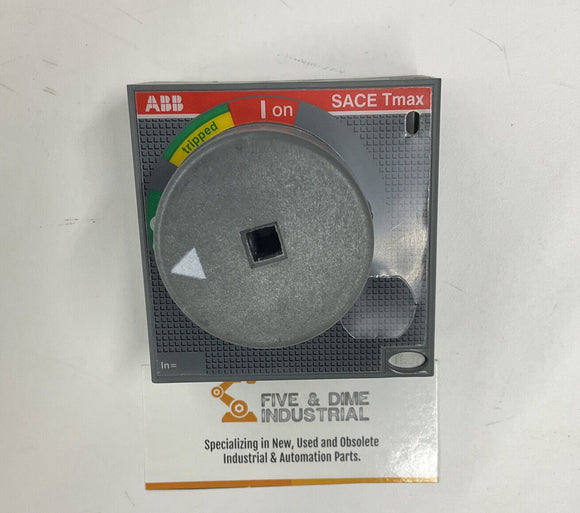 ABB
SACE Tmax
I on
tripped
In=
FIVE & DIME
INDUSTRIAL
Specializing in New, Used and Obsolete
Industrial & Automation Parts.